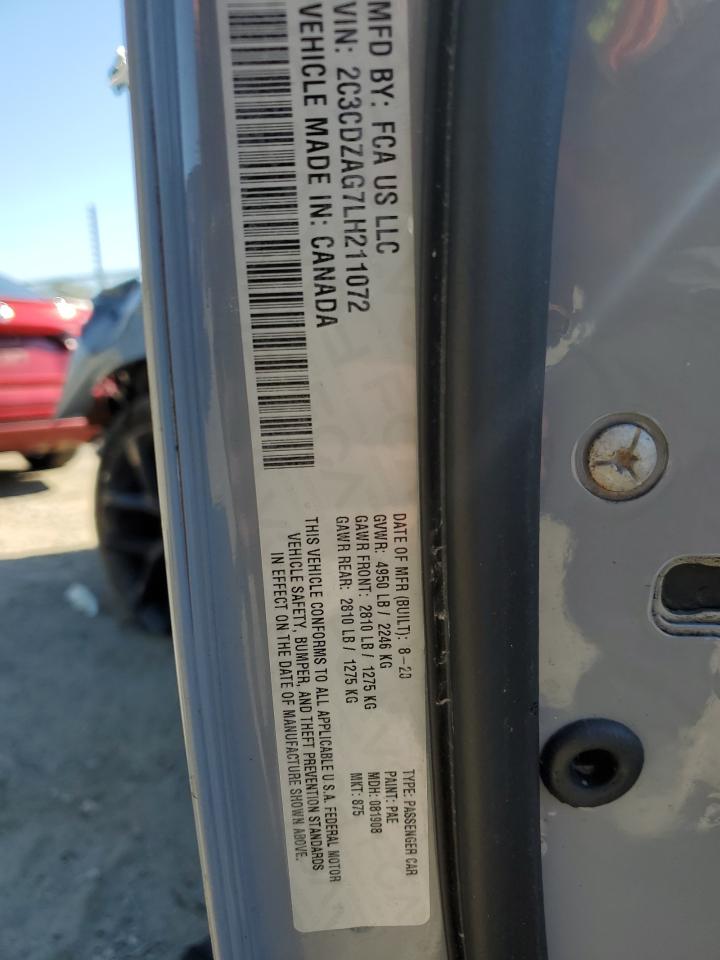 MFD BY: FCA US LLC
VIN: 2C3CDZAG7LH211072
VEHICLE MADE IN: CANADA
DATE OF MFR (BUILT): 8-20
GVWR: 4950 LB / 2246 KG
GAWR FRONT: 2810 LB / 1275 KG
GAWR REAR: 2810 LB / 1275 KG
TYPE: PASSENGER CAR
PAINT: PAE
MDH: 081908
MKT: 875
THIS VEHICLE CONFORMS TO ALL APPLICABLE U.S.A. FEDERAL MOTOR
VEHICLE SAFETY, BUMPER, AND THEFT PREVENTION STANDARDS
IN EFFECT ON THE DATE OF MANUFACTURE SHOWN ABOVE.